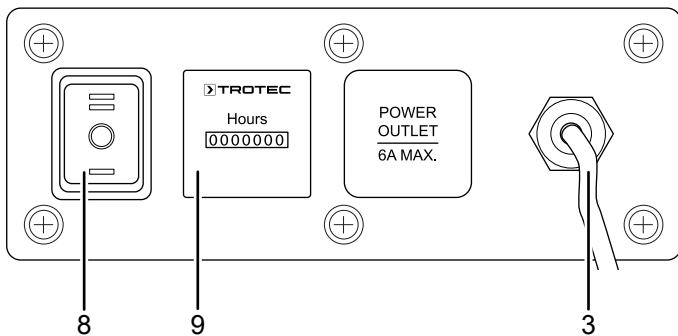 TROTEC
Hours
0000000
POWER
OUTLET
6A MAX.
8
9
3